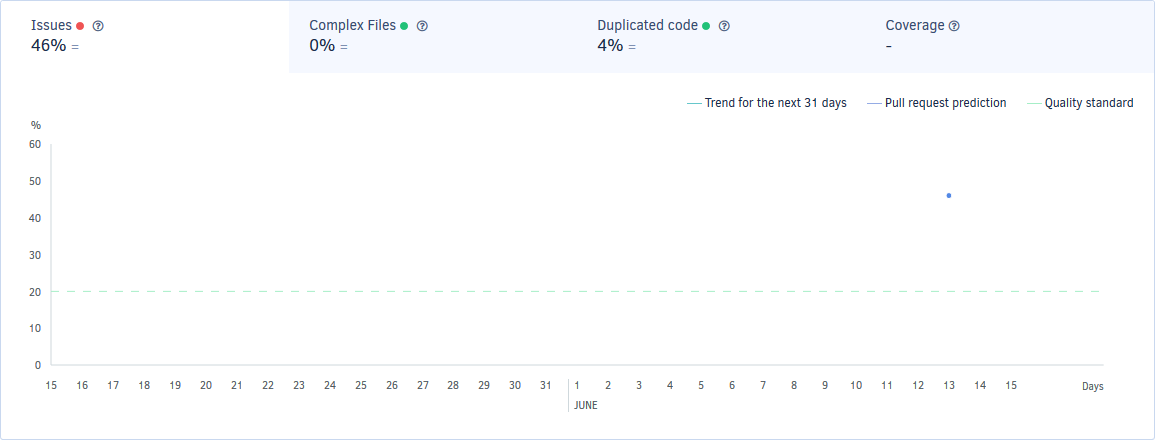 Issues Complex Files Duplicated code Coverage
46% = 0% = 4% = -
Trend for the next 31 days Pull request prediction Quality standard
%
60
50
40
30
20
10
0
15 16 17 18 19 20 21 22 23 24 25 26 27 28 29 30 31 1 2 3 4 5 6 7 8 9 10 11 12 13 14 15 Days
JUNE